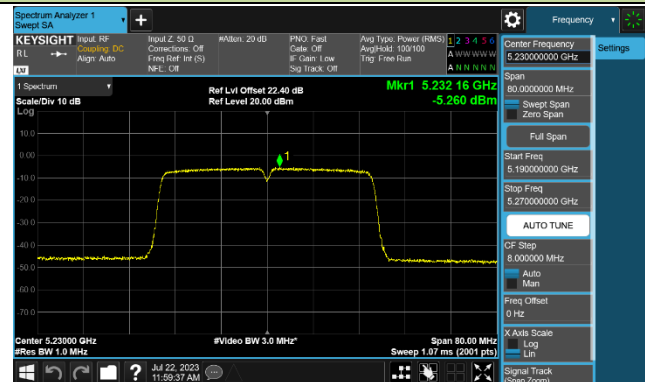 Spectrum Analyzer 1
Swept SA
+
Frequency
KEYSIGHT
RL
LXI
Input: RF
Coupling: DC
Align: Auto
Input Z: 50 Ω
Corrections: Off
Freq Ref: Int (S)
NFE: Off
#Atten: 20 dB
PNO: Fast
Gate: Off
IF Gain: Low
Sig Track: Off
Avg Type: Power (RMS)
Avg|Hold: 100/100
Trig: Free Run
1 2 3 4 5 6
A W W W W W
A N N N N N
Center Frequency
5.230000000 GHz
Settings
Span
80.0000000 MHz
Swept Span
Zero Span
Full Span
Start Freq
5.190000000 GHz
Stop Freq
5.270000000 GHz
AUTO TUNE
CF Step
8.000000 MHz
Auto
Man
Freq Offset
0 Hz
X Axis Scale
Log
Lin
Signal Track
(Span Zoom)
1 Spectrum
Scale/Div 10 dB
Ref Lvl Offset 22.40 dB
Ref Level 20.00 dBm
Mkr1 5.232 16 GHz
-5.260 dBm
Log
10.0
0.00
-10.0
-20.0
-30.0
-40.0
-50.0
-60.0
-70.0
1
Center 5.23000 GHz
#Res BW 1.0 MHz
#Video BW 3.0 MHz*
Span 80.00 MHz
Sweep 1.07 ms (2001 pts)
?
Jul 22, 2023
11:59:37 AM